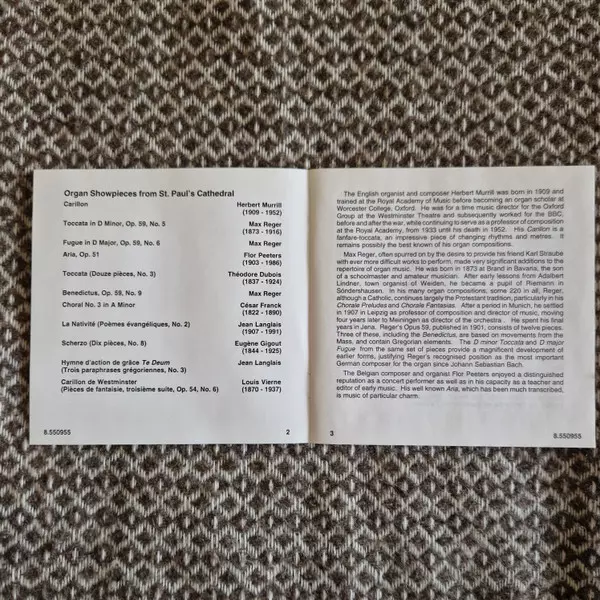 Organ Showpieces from St. Paul's Cathedral
Carillon Herbert Murrill
(1909 - 1952)
Toccata in D Minor, Op. 59, No. 5 Max Reger
(1873 - 1916)
Fugue in D Major, Op. 59, No. 6 Max Reger
Aria, Op. 51 Flor Peeters
(1903 - 1986)
Toccata (Douze pièces, No. 3) Théodore Dubois
(1837 - 1924)
Benedictus, Op. 59, No. 9 Max Reger
Choral No. 3 in A Minor César Franck
(1822 - 1890)
La Nativité (Poèmes évangéliques, No. 2) Jean Langlais
(1907 - 1991)
Scherzo (Dix pièces, No. 8) Eugène Gigout
(1844 - 1925)
Hymne d'action de grâce Te Deum Jean Langlais
(Trois paraphrases grégoriennes, No. 3)
Carillon de Westminster Louis Vierne
(Pièces de fantaisie, troisième suite, Op. 54, No. 6) (1870 - 1937)
8.550955 2
The English organist and composer Herbert Murrill was born in 1909 and
trained at the Royal Academy of Music before becoming an organ scholar at
Worcester College, Oxford. He was for a time music director for the Oxford
Group at the Westminster Theatre and subsequently worked for the BBC,
before and after the war, while continuing to serve as a professor of composition
at the Royal Academy, from 1933 until his death in 1952. His Carillon is a
fanfare-toccata, an impressive piece of changing rhythms and metres. It
remains possibly the best known of his organ compositions.
Max Reger, often spurred on by the desire to provide his friend Karl Straube
with ever more difficult works to perform, made very significant additions to the
repertoire of organ music. He was born in 1873 at Brand in Bavaria, the son
of a schoolmaster and amateur musician. After early lessons from Adalbert
Lindner, town organist of Weiden, he became a pupil of Riemann in
Sondershausen. In his many organ compositions, some 220 in all, Reger,
although a Catholic, continues largely the Protestant tradition, particularly in his
Chorale Preludes and Chorale Fantasias. After a period in Munich, he settled
in 1907 in Leipzig as professor of composition and director of music, moving
four years later to Meiningen as director of the orchestra. He spent his final
years in Jena. Reger's Opus 59, published in 1901, consists of twelve pieces.
Three of these, including the Benedictus, are based on movements from the
Mass, and contain Gregorian elements. The D minor Toccata and D major
Fugue from the same set of pieces provide a magnificent development of
earlier forms, justifying Reger's recognised position as the most important
German composer for the organ since Johann Sebastian Bach.
The Belgian composer and organist Flor Peeters enjoyed a distinguished
reputation as a concert performer as well as in his capacity as a teacher and
editor of early music. His well known Aria, which has been much transcribed,
is music of particular charm.
3 8.550955